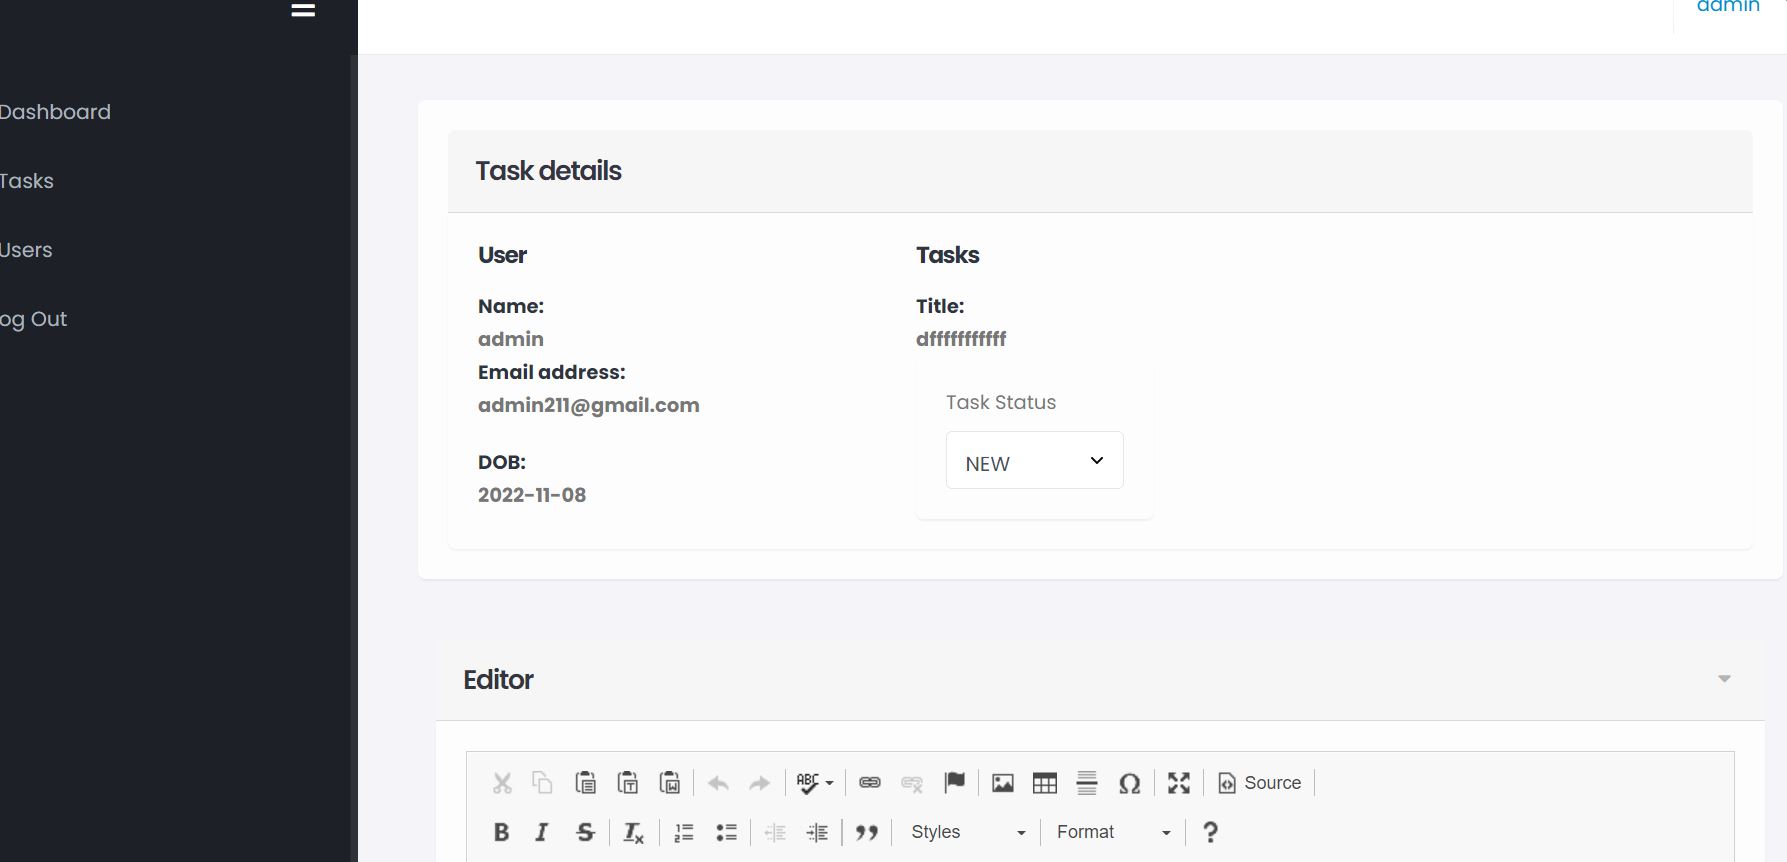 admin
Dashboard
Tasks
Users
og Out
Task details
User
Name:
admin
Email address:
admin211@gmail.com
DOB:
2022-11-08
Tasks
Title:
dfffffffffff
Task Status
NEW
Editor
ABC
Source
B I S Tx
Styles
Format
?